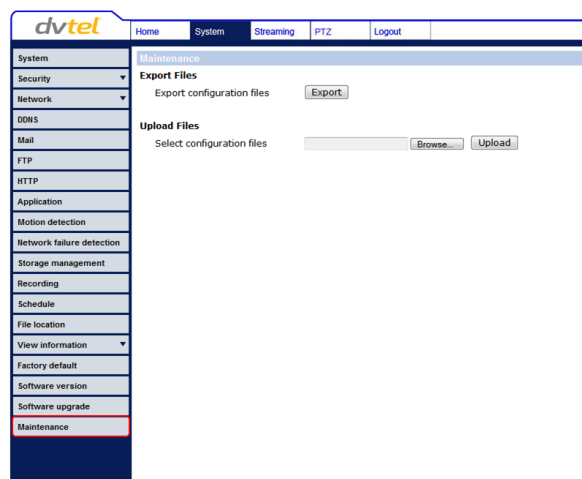 dvtel
Home System Streaming PTZ Logout
System
Security
Network
DDNS
Mail
FTP
HTTP
Application
Motion detection
Network failure detection
Storage management
Recording
Schedule
File location
View information
Factory default
Software version
Software upgrade
Maintenance
Maintenance
Export Files
Export configuration files Export
Upload Files
Select configuration files Browse... Upload